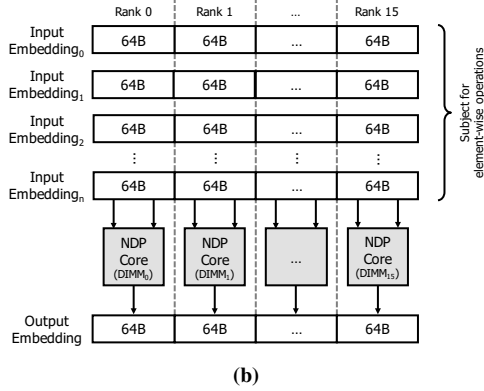 Rank 0 Rank 1 ... Rank 15
Input
Embedding0 64B 64B ... 64B
Input
Embedding1 64B 64B ... 64B
Input
Embedding2 64B 64B ... 64B
Input
Embeddingn 64B 64B ... 64B
Subject for
element-wise operations
NDP
Core
(DIMM0)
NDP
Core
(DIMM1)
...
NDP
Core
(DIMM15)
Output
Embedding 64B 64B ... 64B
(b)